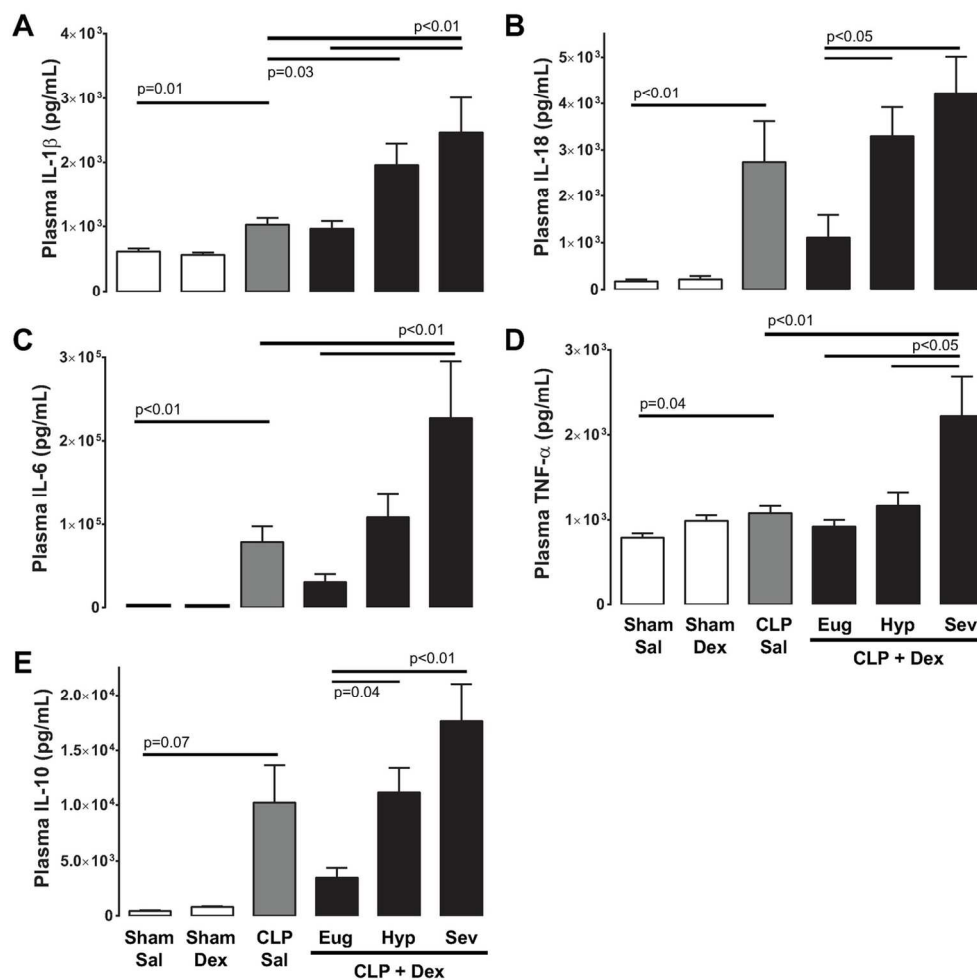 A
Plasma IL-1β (pg/mL)
4×10³
3×10³
2×10³
1×10³
0
p=0.01
p=0.03
p<0.01
B
Plasma IL-18 (pg/mL)
5×10³
4×10³
3×10³
2×10³
1×10³
0
p<0.01
p<0.05
C
Plasma IL-6 (pg/mL)
3×10⁵
2×10⁵
1×10⁵
0
p<0.01
p<0.01
D
Plasma TNF-α (pg/mL)
3×10³
2×10³
1×10³
0
p=0.04
p<0.01
p<0.05
Sham Sal
Sham Dex
CLP Sal
Eug
Hyp
Sev
CLP + Dex
E
Plasma IL-10 (pg/mL)
2.0×10⁴
1.5×10⁴
1.0×10⁴
5.0×10³
0
p=0.07
p=0.04
p<0.01
Sham Sal
Sham Dex
CLP Sal
Eug
Hyp
Sev
CLP + Dex